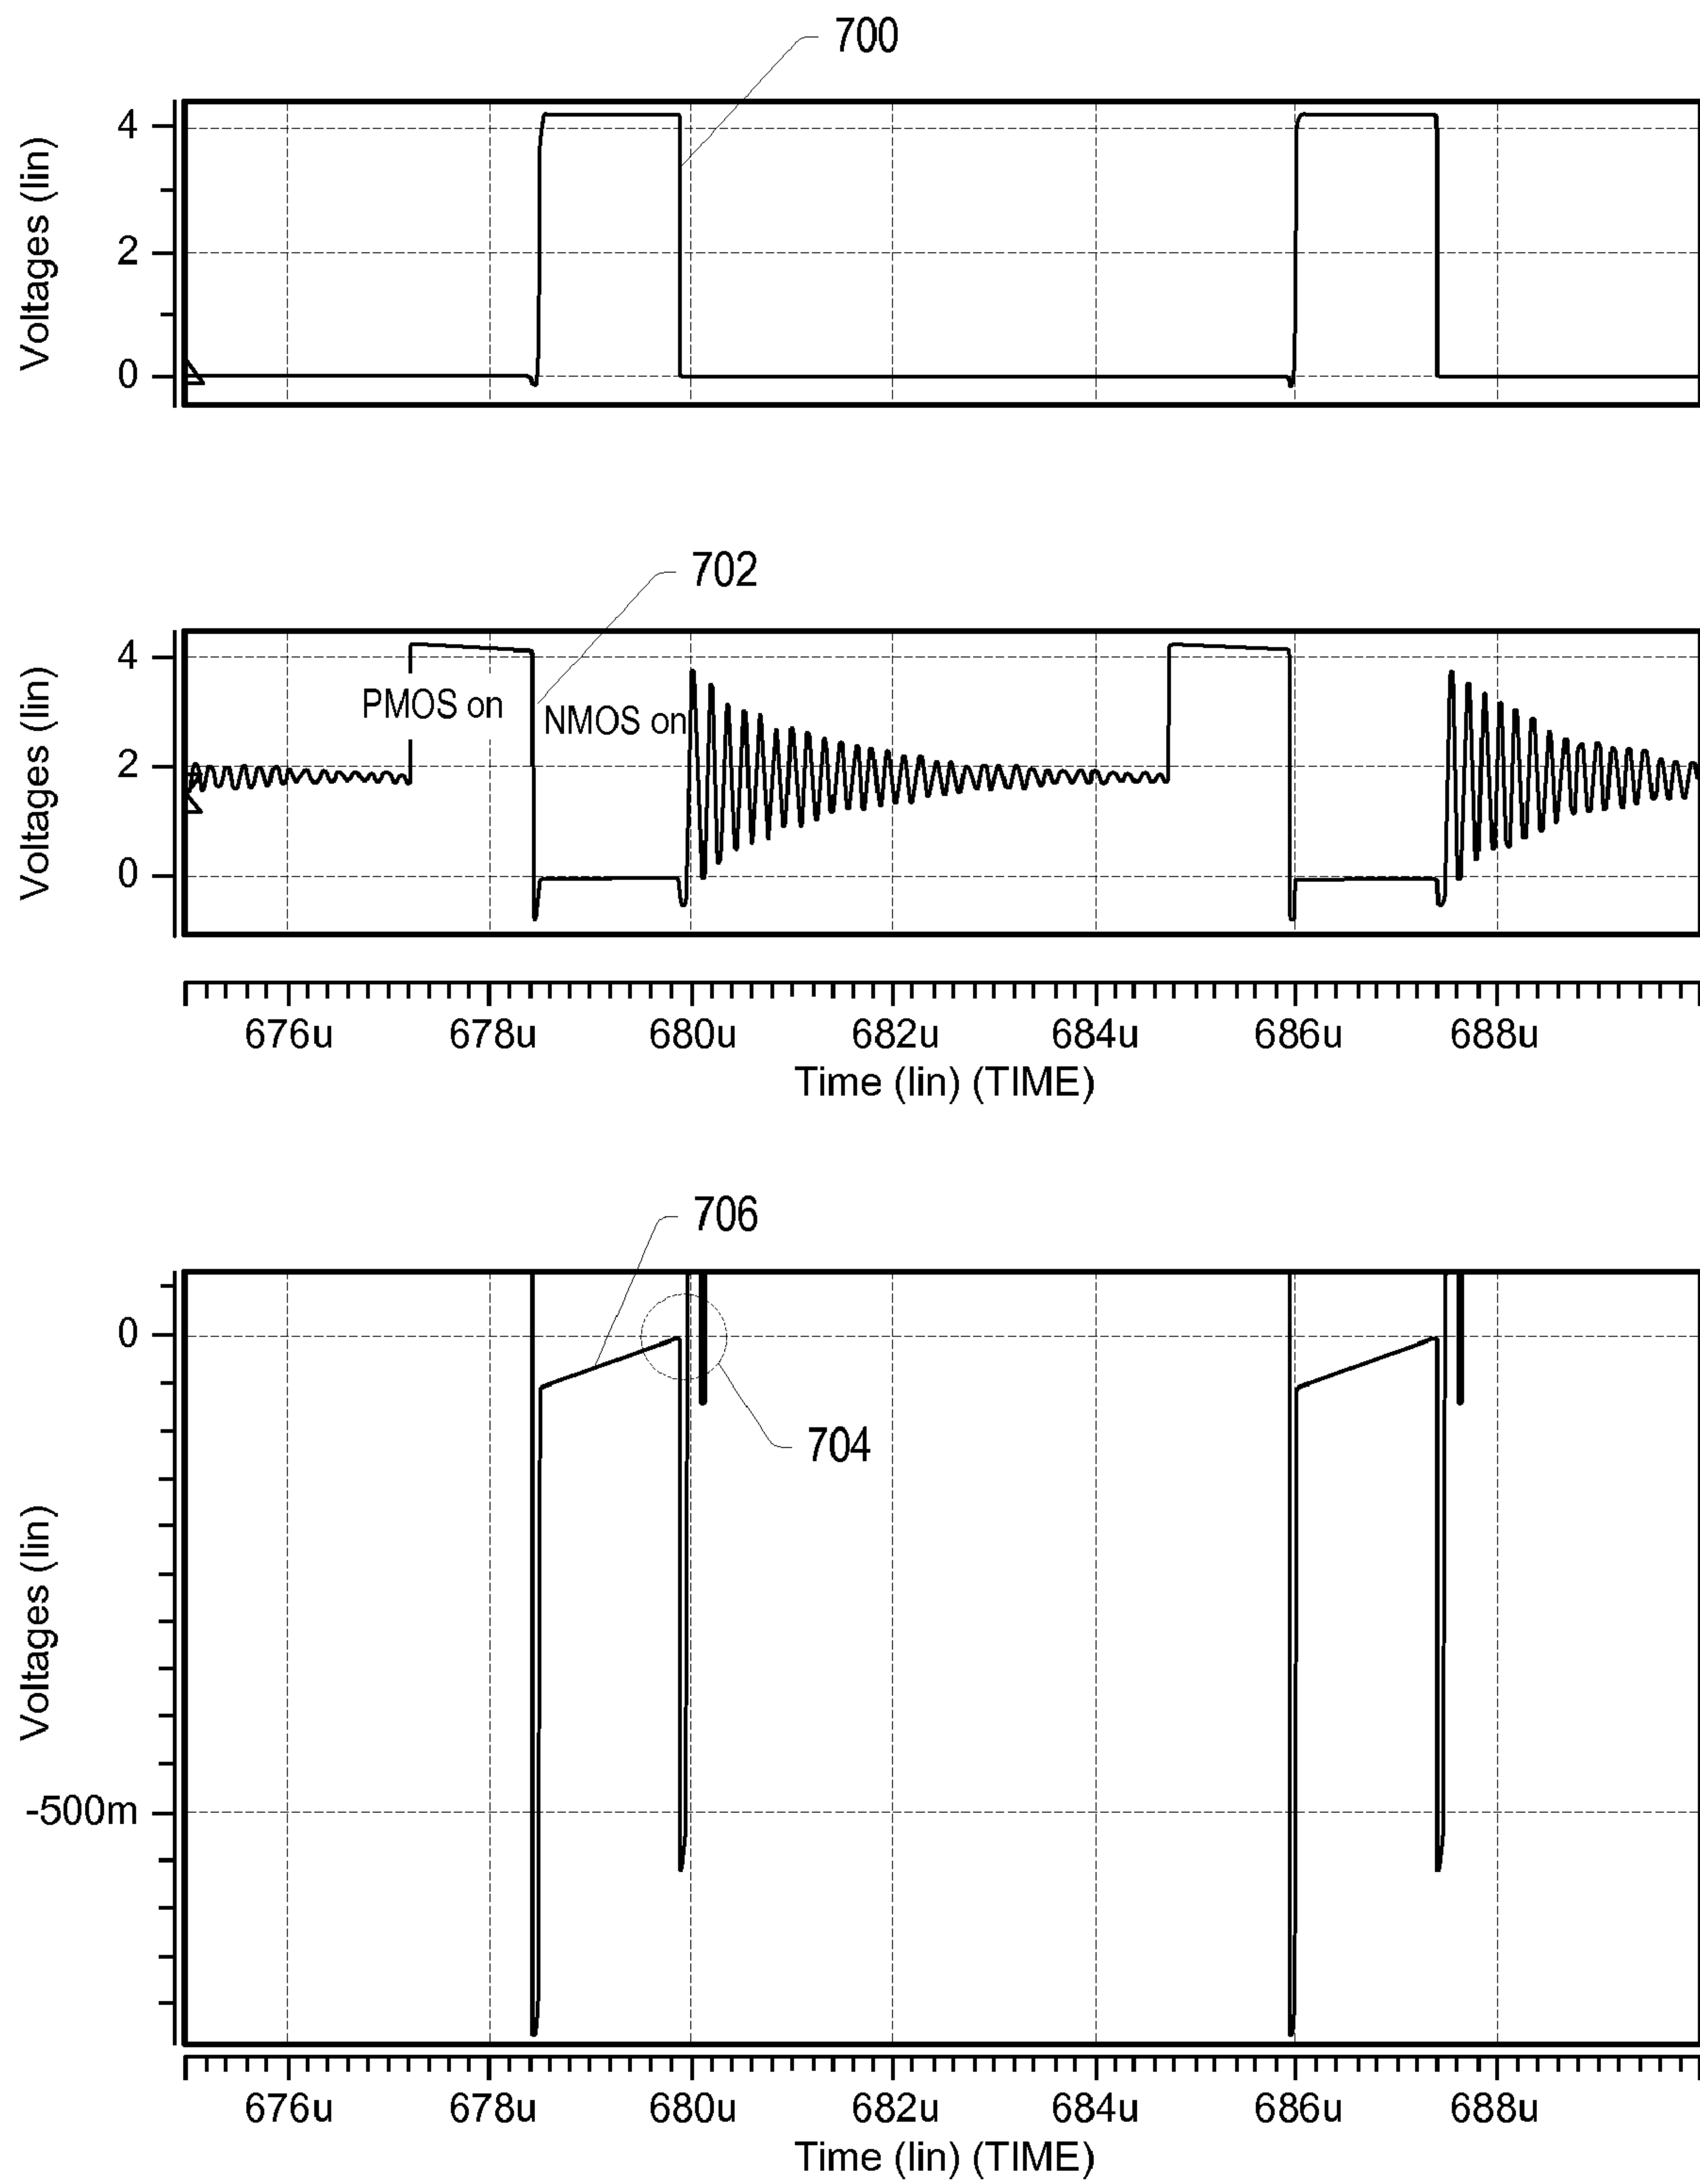 700
Voltages (lin)
4
2
0
702
Voltages (lin)
4
2
0
PMOS on
NMOS on
676u 678u 680u 682u 684u 686u 688u
Time (lin) (TIME)
706
704
Voltages (lin)
0
-500m
676u 678u 680u 682u 684u 686u 688u
Time (lin) (TIME)